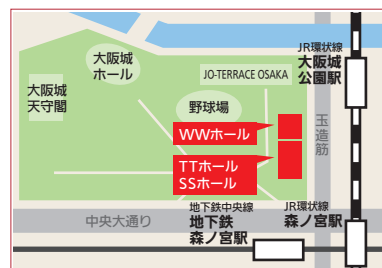 JR環状線
大阪城
公園駅
大阪城
ホール
JO-TERRACE OSAKA
大阪城
天守閣
野球場
WWホール
TTホール
SSホール
玉造筋
中央大通り
地下鉄中央線
地下鉄
森ノ宮駅
JR環状線
森ノ宮駅